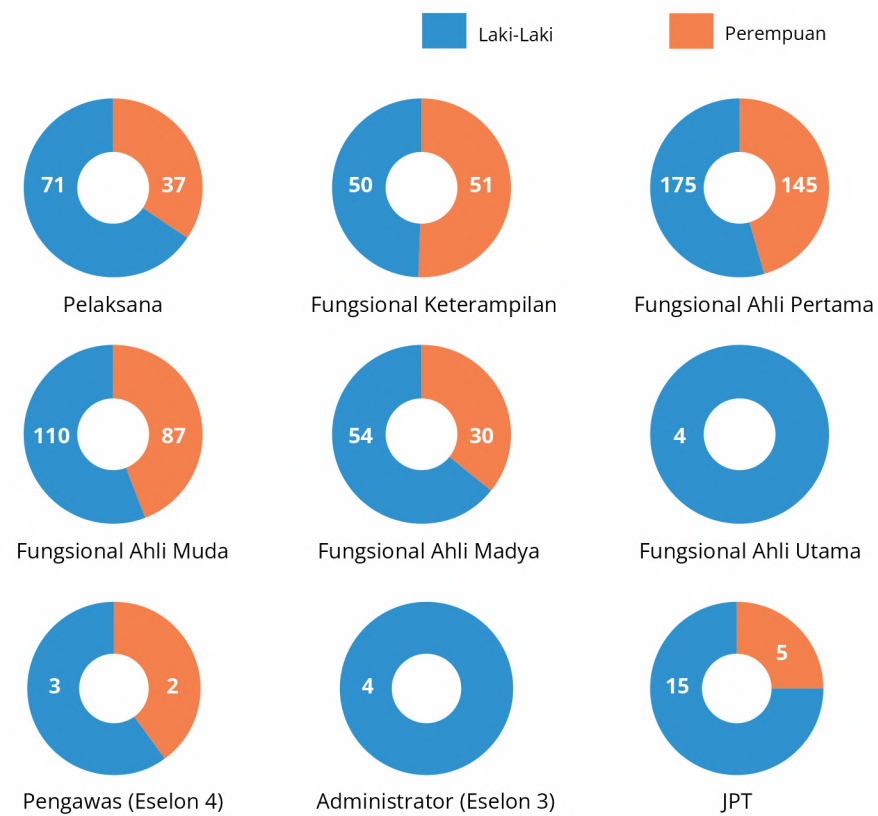 Laki-Laki
Perempuan
71
37
Pelaksana
50
51
Fungsional Keterampilan
175
145
Fungsional Ahli Pertama
110
87
Fungsional Ahli Muda
54
30
Fungsional Ahli Madya
4
Fungsional Ahli Utama
3
2
Pengawas (Eselon 4)
4
Administrator (Eselon 3)
15
5
JPT